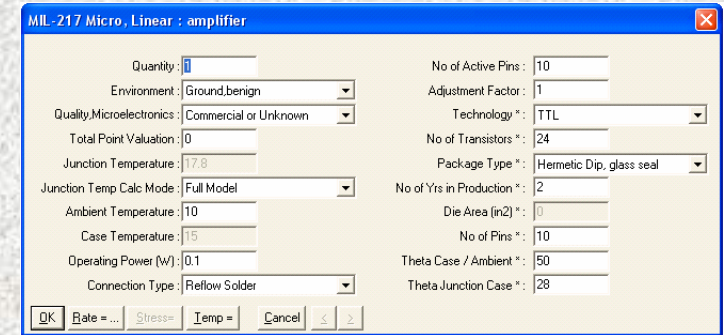 MIL-217 Micro, Linear : amplifier
Quantity : 1
Environment : Ground,benign
Quality,Microelectronics : Commercial or Unknown
Total Point Valuation : 0
Junction Temperature : 17.8
Junction Temp Calc Mode : Full Model
Ambient Temperature : 10
Case Temperature : 15
Operating Power (W) : 0.1
Connection Type : Reflow Solder
No of Active Pins : 10
Adjustment Factor : 1
Technology * : TTL
No of Transistors * : 24
Package Type * : Hermetic Dip, glass seal
No of Yrs in Production * : 2
Die Area (in2) * : 0
No of Pins * : 10
Theta Case / Ambient * : 50
Theta Junction Case * : 28
OK Rate = ... Stress= Temp = Cancel < >